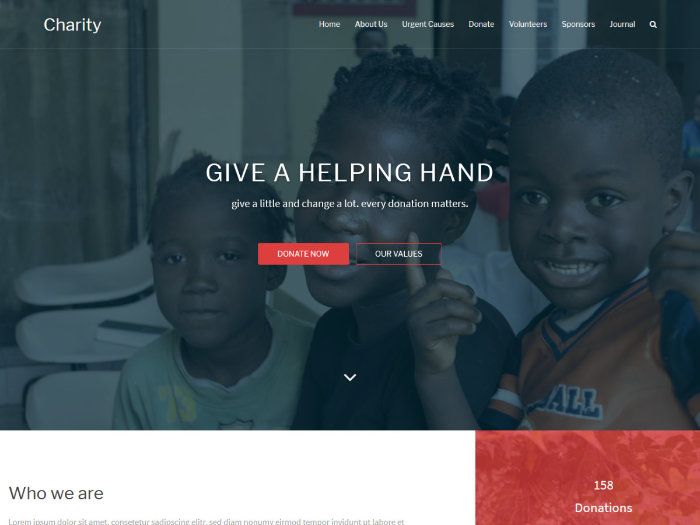 Charity
Home About Us Urgent Causes Donate Volunteers Sponsors Journal
GIVE A HELPING HAND
give a little and change a lot. every donation matters.
DONATE NOW OUR VALUES
73
ALL
158
Donations
Who we are
Lorem ipsum dolor sit amet, consetetur sadipscing elitr, sed diam nonumy eirmod tempor invidunt ut labore et